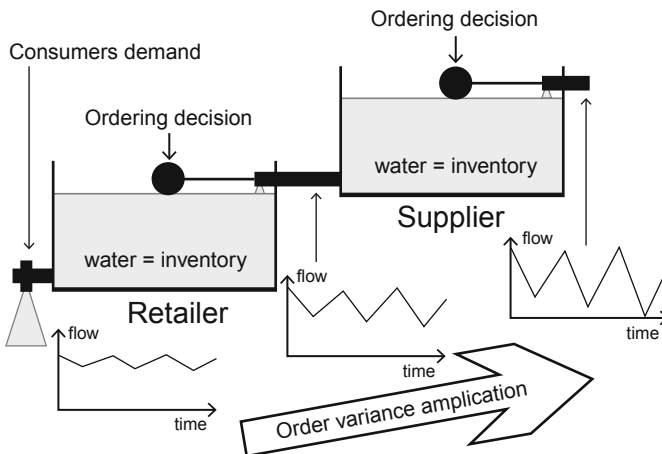 Ordering decision
Consumers demand
Ordering decision
water = inventory
Supplier
water = inventory
Retailer
flow
time
flow
time
flow
time
Order variance amplication